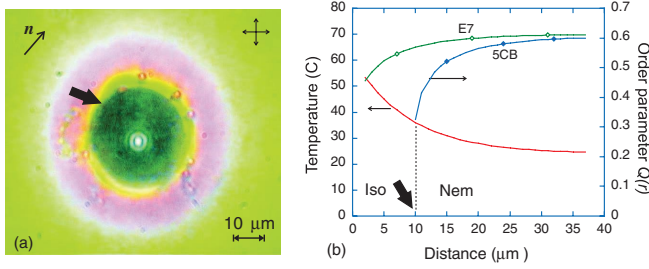 n
10 μm
(a)
80
70
60
50
40
30
20
10
0
Temperature (C)
E7
5CB
Iso
Nem
0
5
10
15
20
25
30
35
40
Distance (μm)
0.7
0.6
0.5
0.4
0.3
0.2
0.1
0
Order parameter Q(r)
(b)